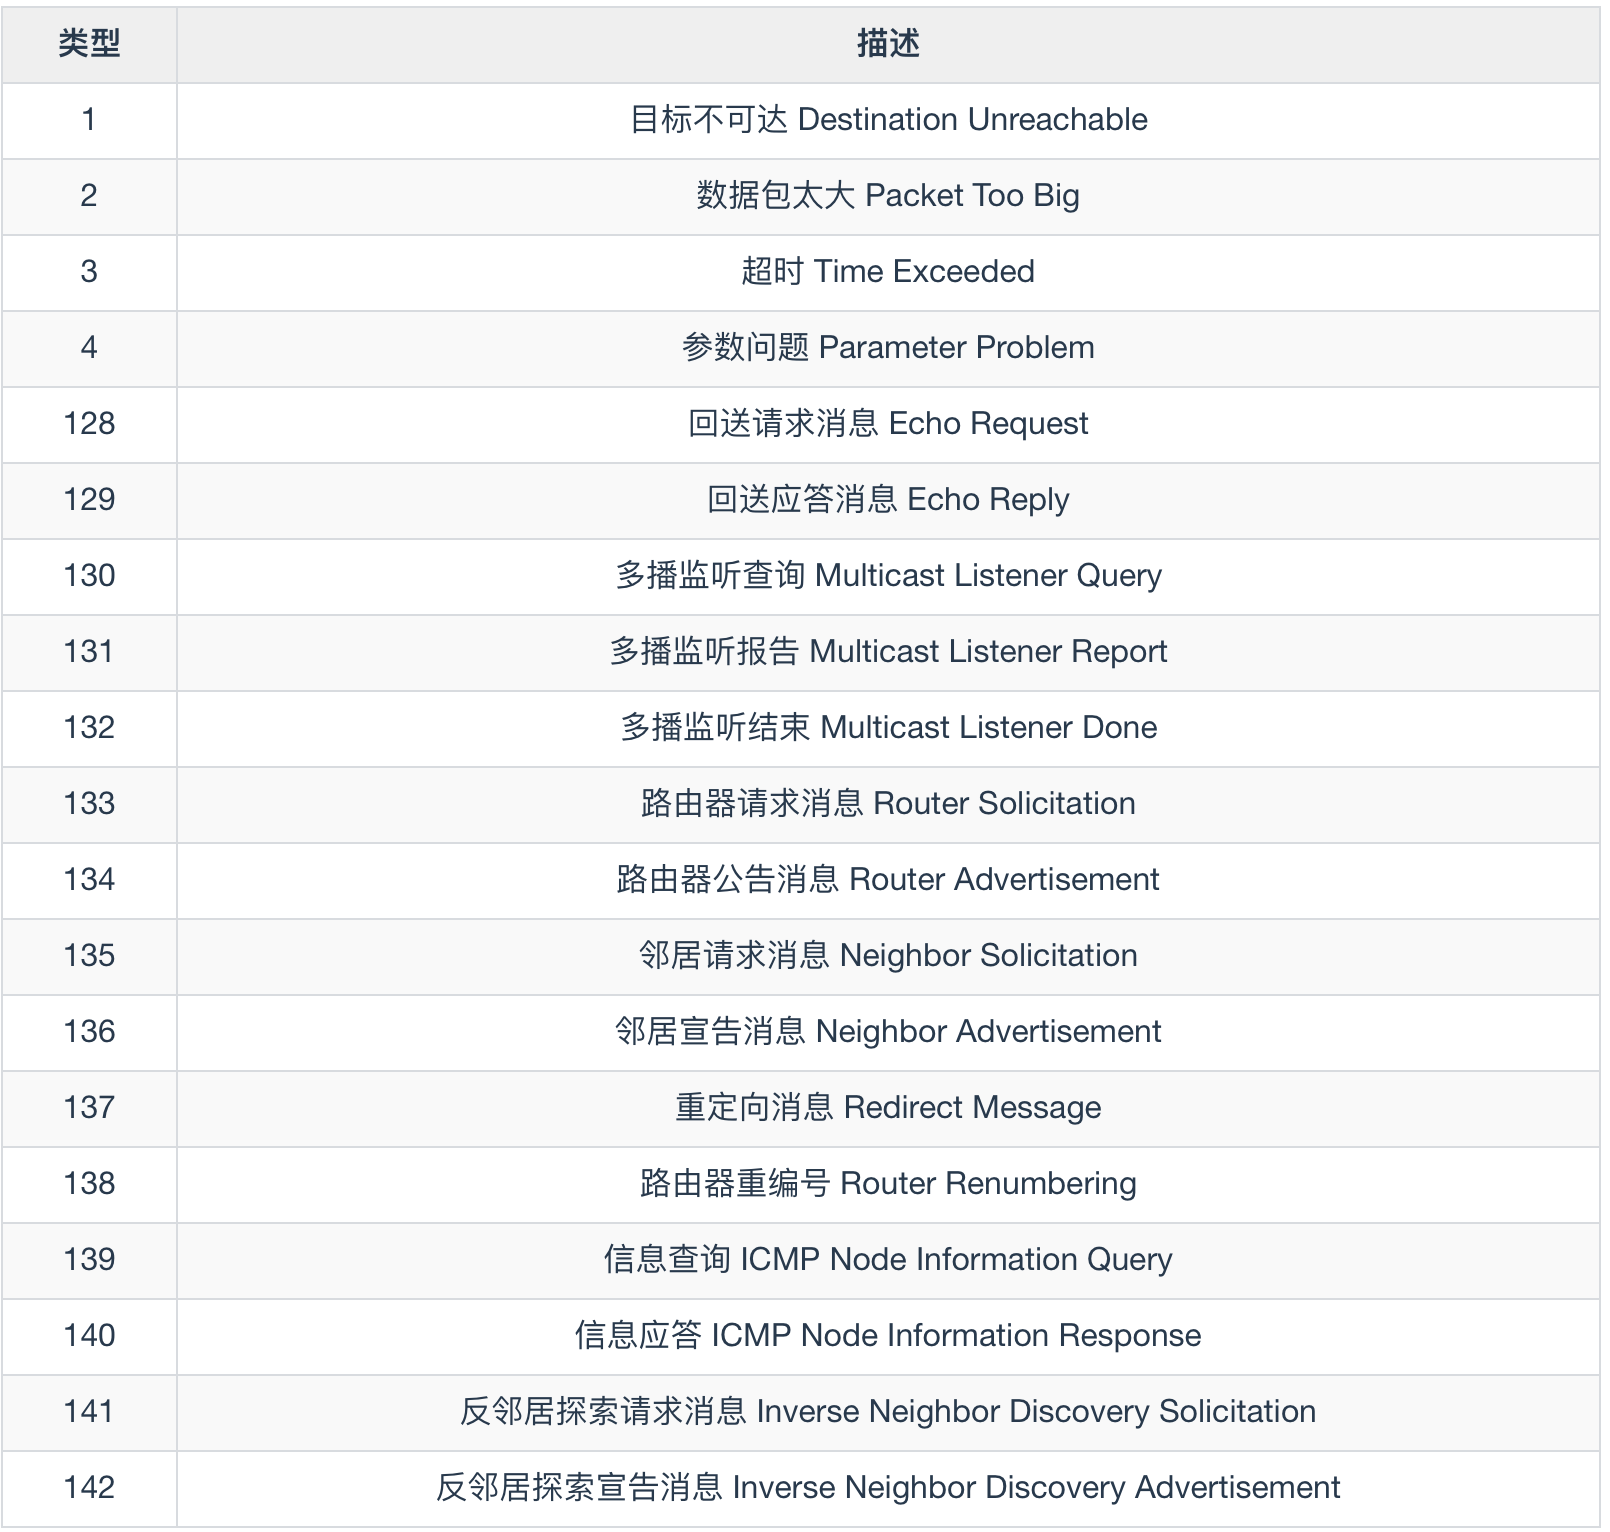 类型 描述
1 目标不可达 Destination Unreachable
2 数据包太大 Packet Too Big
3 超时 Time Exceeded
4 参数问题 Parameter Problem
128 回送请求消息 Echo Request
129 回送应答消息 Echo Reply
130 多播监听查询 Multicast Listener Query
131 多播监听报告 Multicast Listener Report
132 多播监听结束 Multicast Listener Done
133 路由器请求消息 Router Solicitation
134 路由器公告消息 Router Advertisement
135 邻居请求消息 Neighbor Solicitation
136 邻居宣告消息 Neighbor Advertisement
137 重定向消息 Redirect Message
138 路由器重编号 Router Renumbering
139 信息查询 ICMP Node Information Query
140 信息应答 ICMP Node Information Response
141 反邻居探索请求消息 Inverse Neighbor Discovery Solicitation
142 反邻居探索宣告消息 Inverse Neighbor Discovery Advertisement